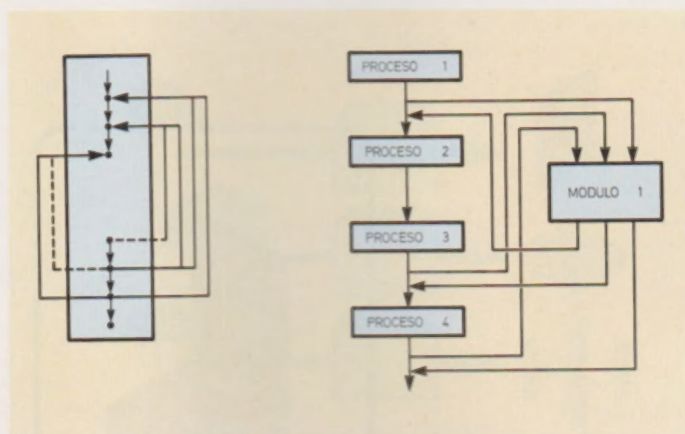 PROCESO 1
PROCESO 2
MODULO 1
PROCESO 3
PROCESO 4